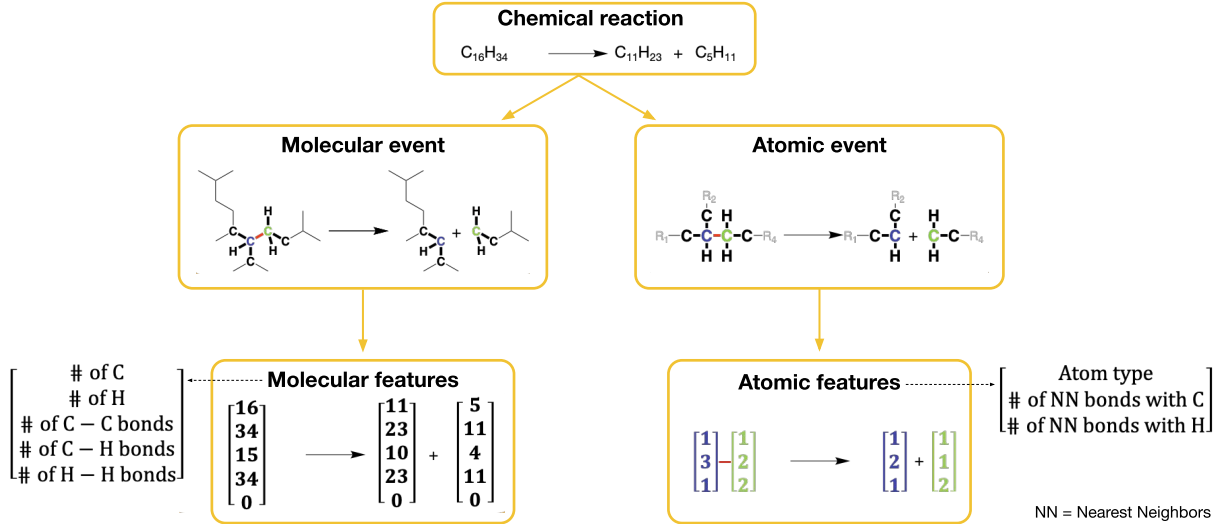 Chemical reaction
C₁₆H₃₄ → C₁₁H₂₃ + C₅H₁₁
Molecular event
H
C C
H C H C
C
+
C C
H C
H
C
H
C
Atomic event
R₂
C H
R₁–C–C–C–C–R₄
H H
R₂
C H
R₁–C–C + C–C–R₄
H H
Molecular features
# of C
# of H
# of C − C bonds
# of C − H bonds
# of H − H bonds
16 11 5
34 23 11
15 10 + 4
34 23 11
0 0 0
Atomic features
Atom type
# of NN bonds with C
# of NN bonds with H
1 1 1 1
3 2 2 + 1
1 2 1 2
NN = Nearest Neighbors